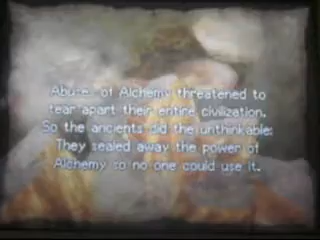 Abuse of Alchemy threatened to
tear apart their entire civilization.
So the ancients did the unthinkable:
They sealed away the power of
Alchemy so no one could use it.